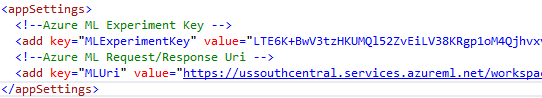 <appSettings>
<!--Azure ML Experiment Key -->
<add key="MLExperimentKey" value="LTE6K+BwV3tzHKUMQl52ZvEiLV38KRgp1oM4Qjhvxv
<!--Azure ML Request/Response Uri -->
<add key="MLUri" value="https://ussouthcentral.services.azureml.net/workspa
</appSettings>